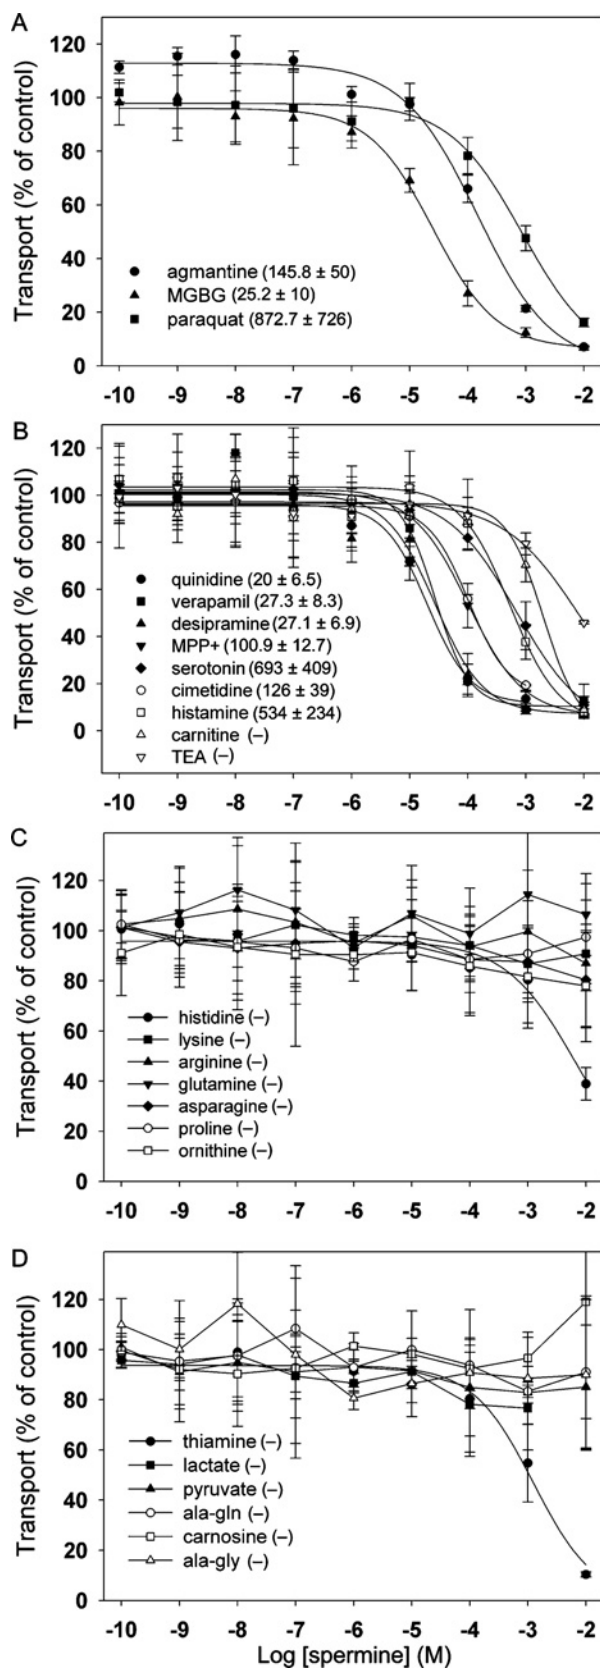 A
Transport (% of control)
120
100
80
60
40
20
0
agmantine (145.8 ± 50)
MGBG (25.2 ± 10)
paraquat (872.7 ± 726)
-10 -9 -8 -7 -6 -5 -4 -3 -2
B
Transport (% of control)
120
100
80
60
40
20
0
quinidine (20 ± 6.5)
verapamil (27.3 ± 8.3)
desipramine (27.1 ± 6.9)
MPP+ (100.9 ± 12.7)
serotonin (693 ± 409)
cimetidine (126 ± 39)
histamine (534 ± 234)
carnitine (–)
TEA (–)
-10 -9 -8 -7 -6 -5 -4 -3 -2
C
Transport (% of control)
120
100
80
60
40
20
0
histidine (–)
lysine (–)
arginine (–)
glutamine (–)
asparagine (–)
proline (–)
ornithine (–)
-10 -9 -8 -7 -6 -5 -4 -3 -2
D
Transport (% of control)
120
100
80
60
40
20
0
thiamine (–)
lactate (–)
pyruvate (–)
ala-gln (–)
carnosine (–)
ala-gly (–)
-10 -9 -8 -7 -6 -5 -4 -3 -2
Log [spermine] (M)